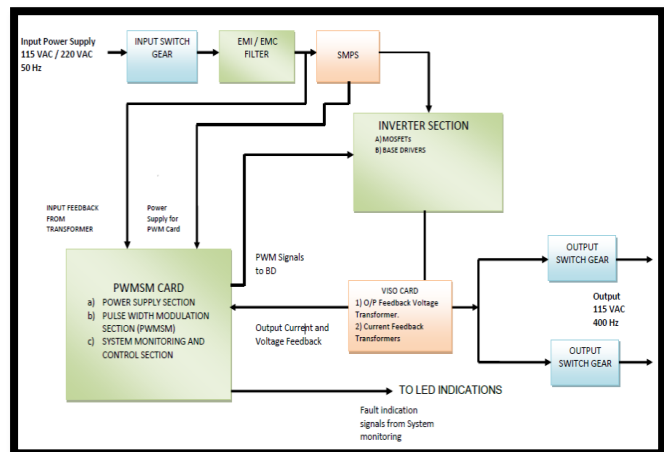 Input Power Supply
115 VAC / 220 VAC
50 Hz
INPUT SWITCH
GEAR
EMI / EMC
FILTER
SMPS
INVERTER SECTION
A) MOSFETs
B) BASE DRIVERS
INPUT FEEDBACK
FROM
TRANSFORMER
Power
Supply for
PWM Card
PWM Signals
to BD
PWMSM CARD
a) POWER SUPPLY SECTION
b) PULSE WIDTH MODULATION
SECTION (PWMSM)
c) SYSTEM MONITORING AND
CONTROL SECTION
Output Current and
Voltage Feedback
VISO CARD
1) O/P Feedback Voltage
Transformer.
2) Current Feedback
Transformers
OUTPUT
SWITCH GEAR
Output
115 VAC
400 Hz
OUTPUT
SWITCH GEAR
TO LED INDICATIONS
Fault indication
signals from System
monitoring